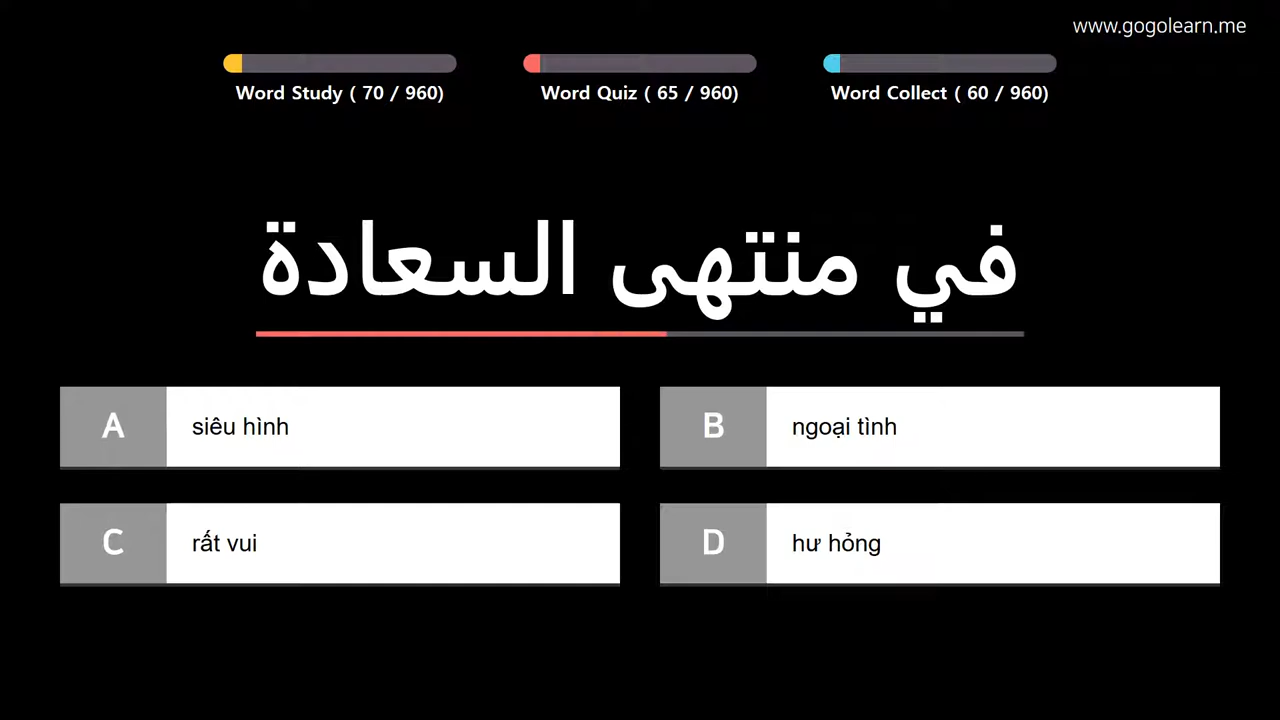 www.gogolearn.me
Word Study ( 70 / 960)
Word Quiz ( 65 / 960)
Word Collect ( 60 / 960)
في منتهى السعادة
A siêu hình
B ngoại tình
C rất vui
D hư hỏng